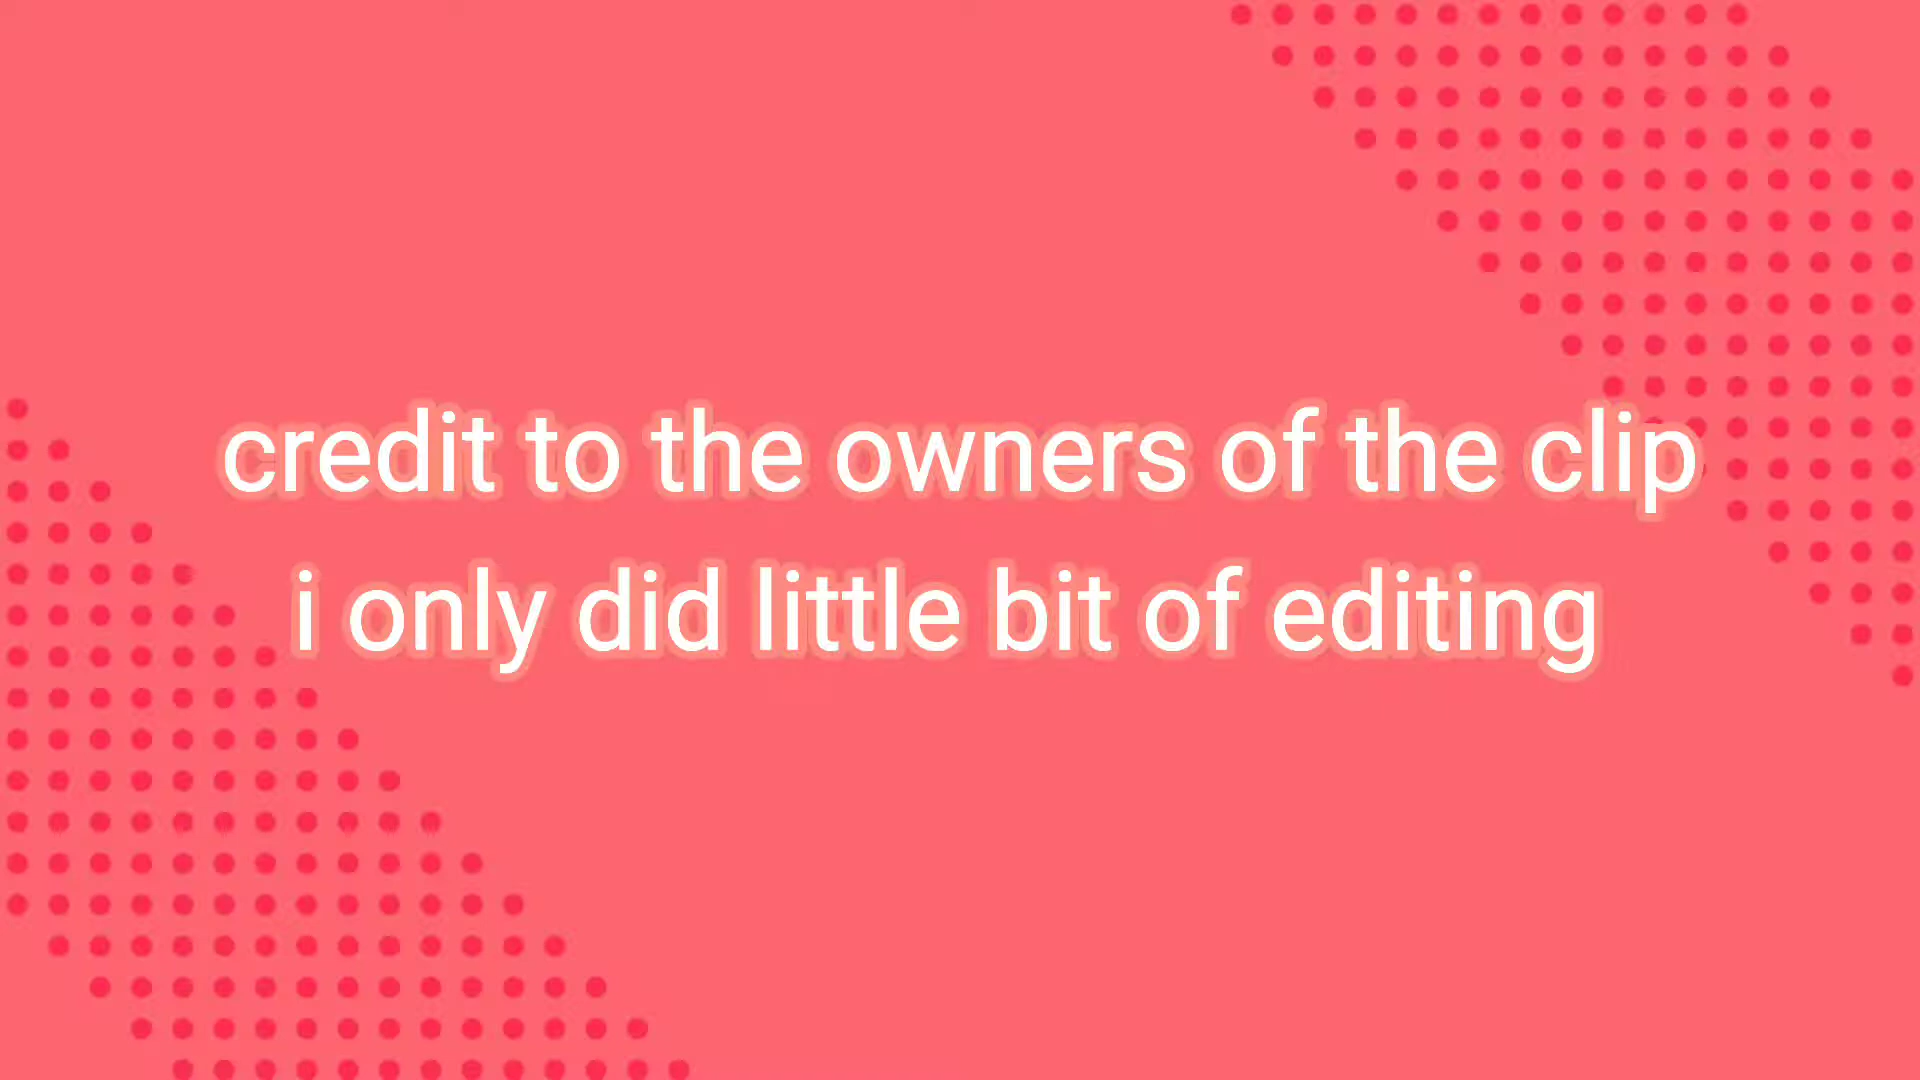 credit to the owners of the clip
i only did little bit of editing